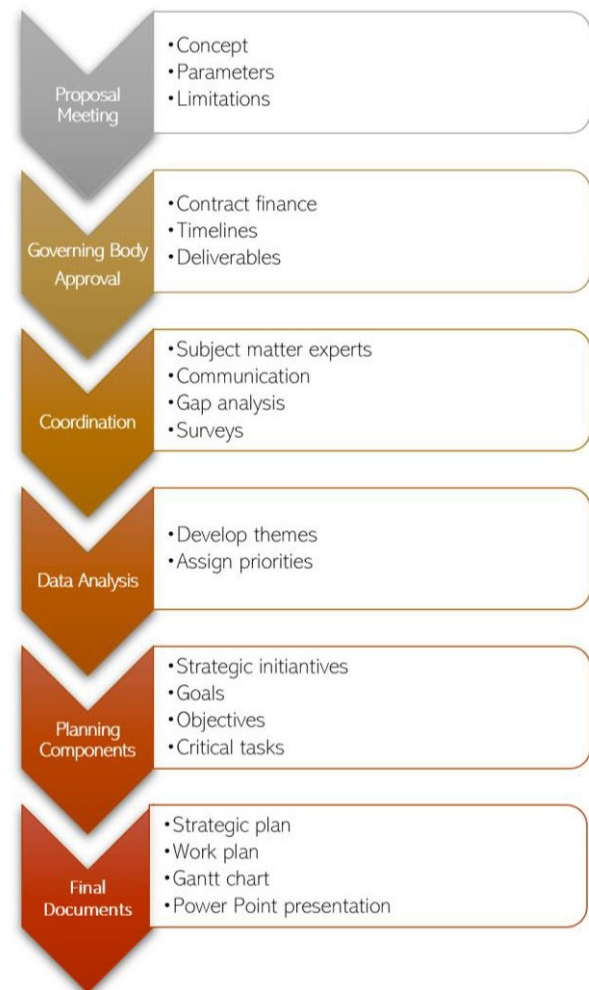 Proposal
Meeting
•Concept
•Parameters
•Limitations
Governing Body
Approval
•Contract finance
•Timelines
•Deliverables
Coordination
•Subject matter experts
•Communication
•Gap analysis
•Surveys
Data Analysis
•Develop themes
•Assign priorities
Planning
Components
•Strategic initiantives
•Goals
•Objectives
•Critical tasks
Final
Documents
•Strategic plan
•Work plan
•Gantt chart
•Power Point presentation